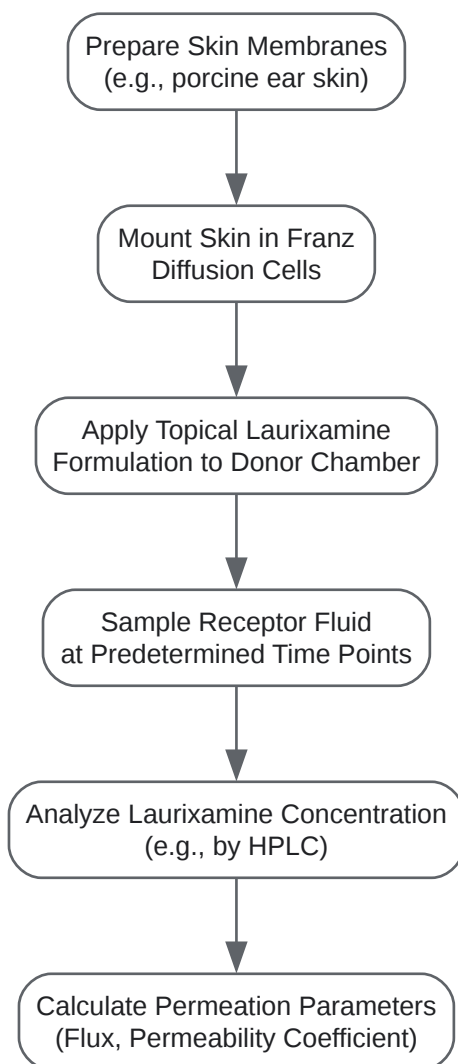 Prepare Skin Membranes
(e.g., porcine ear skin)
Mount Skin in Franz
Diffusion Cells
Apply Topical Laurixamine
Formulation to Donor Chamber
Sample Receptor Fluid
at Predetermined Time Points
Analyze Laurixamine Concentration
(e.g., by HPLC)
Calculate Permeation Parameters
(Flux, Permeability Coefficient)